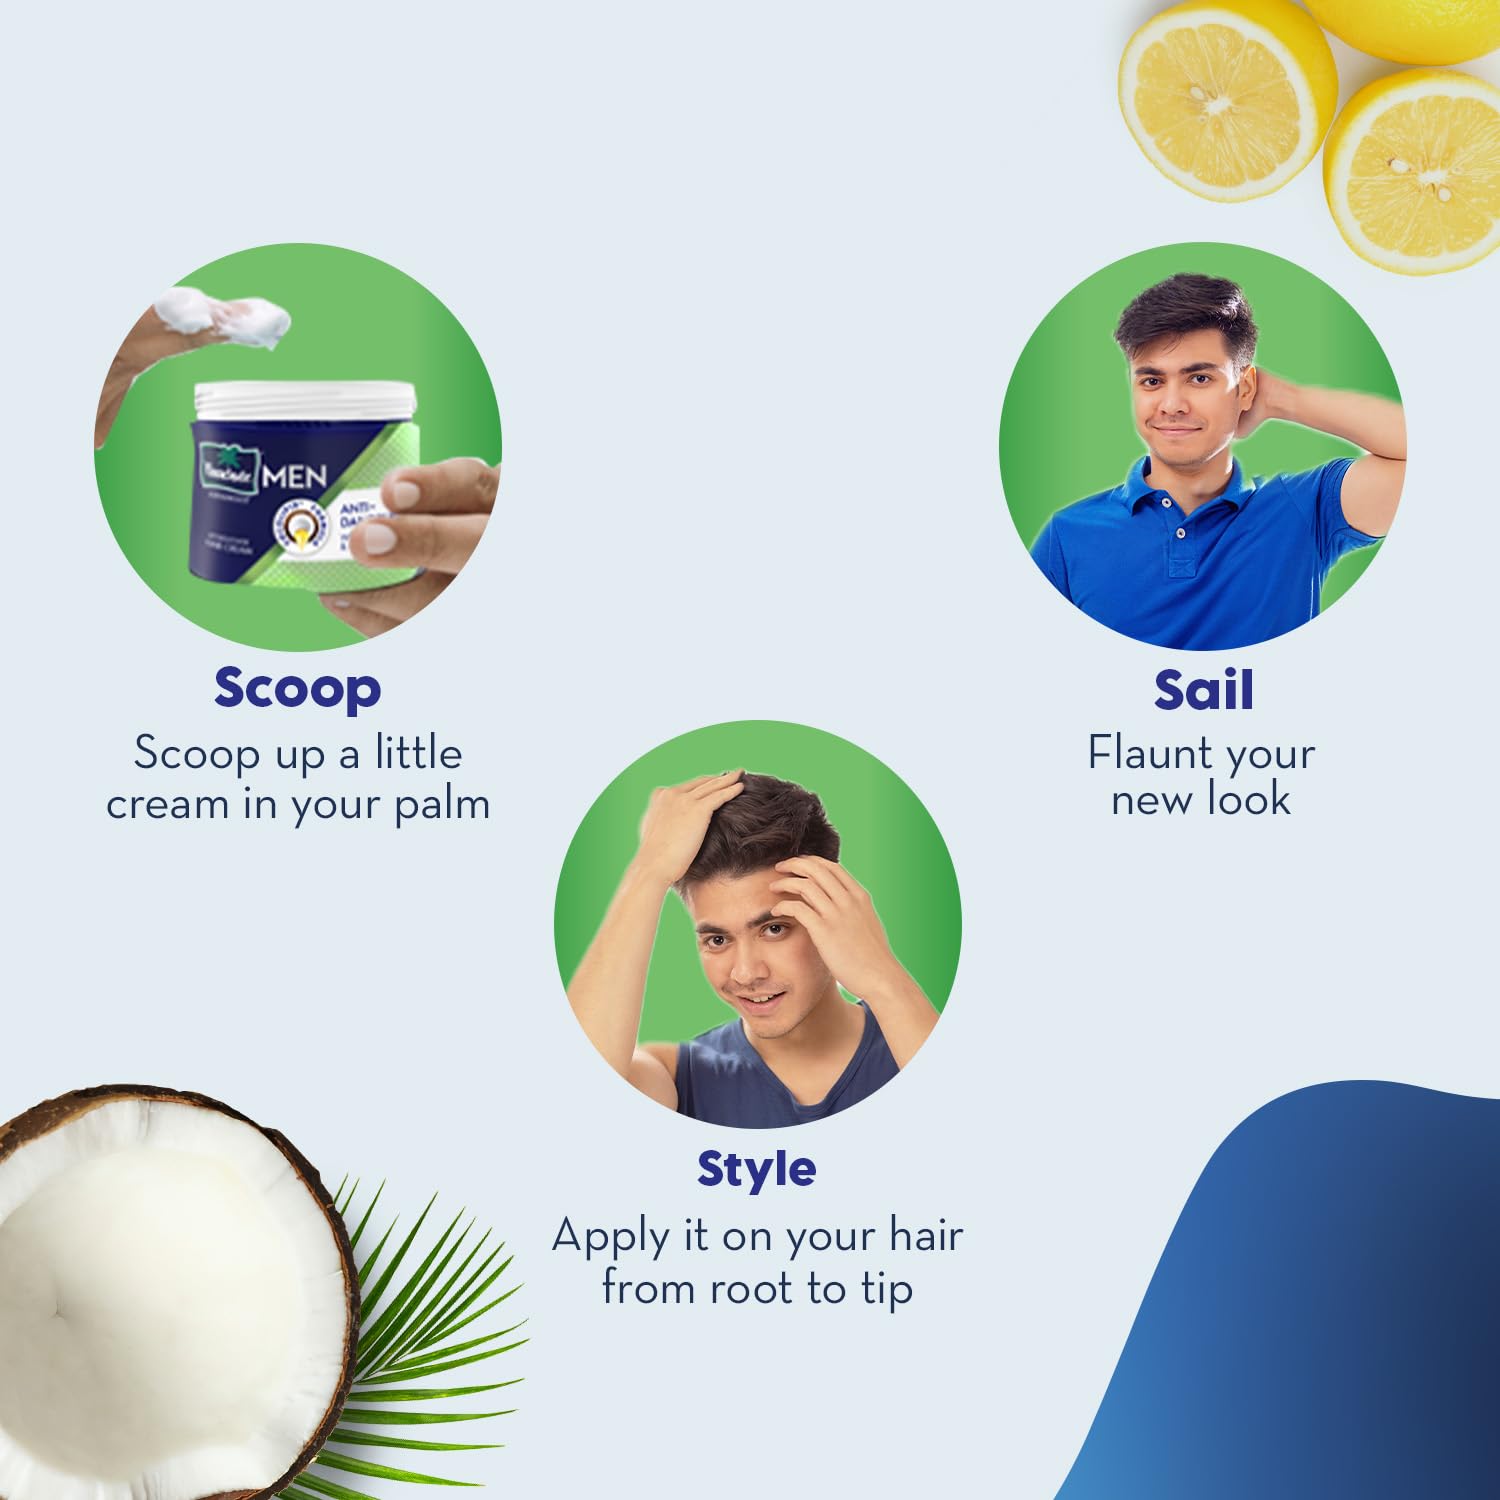 MEN
ANTI-
Scoop
Scoop up a little
cream in your palm
Style
Apply it on your hair
from root to tip
Sail
Flaunt your
new look